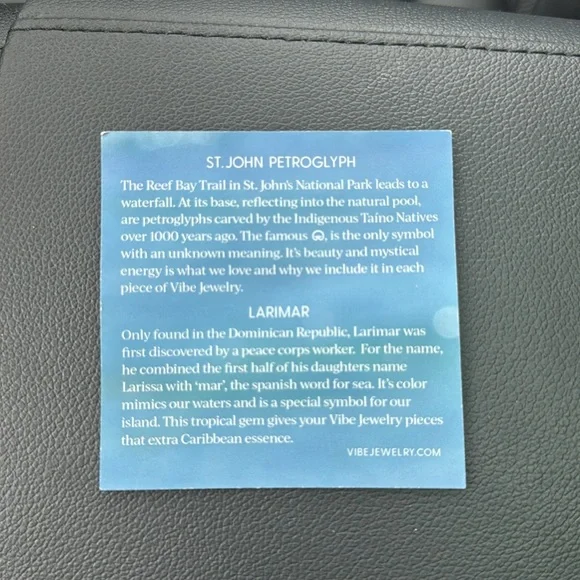 ST. JOHN PETROGLYPH
The Reef Bay Trail in St. John's National Park leads to a
waterfall. At its base, reflecting into the natural pool,
are petroglyphs carved by the Indigenous Taíno Natives
over 1000 years ago. The famous , is the only symbol
with an unknown meaning. It's beauty and mystical
energy is what we love and why we include it in each
piece of Vibe Jewelry.
LARIMAR
Only found in the Dominican Republic, Larimar was
first discovered by a peace corps worker. For the name,
he combined the first half of his daughters name
Larissa with 'mar', the spanish word for sea. It's color
mimics our waters and is a special symbol for our
island. This tropical gem gives your Vibe Jewelry pieces
that extra Caribbean essence.
VIBEJEWELRY.COM